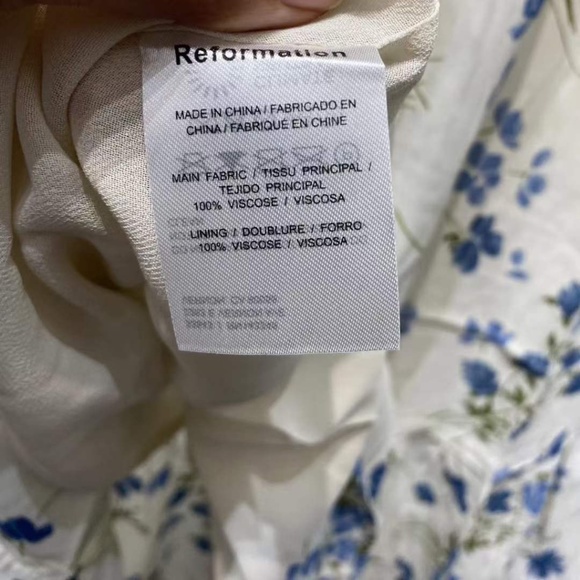 Reformation
MADE IN CHINA / FABRICADO EN
CHINA / FABRIQUÉ EN CHINE
MAIN FABRIC / TISSU PRINCIPAL /
TEJIDO PRINCIPAL
100% VISCOSE / VISCOSA
LINING / DOUBLURE / FORRO
100% VISCOSE / VISCOSA